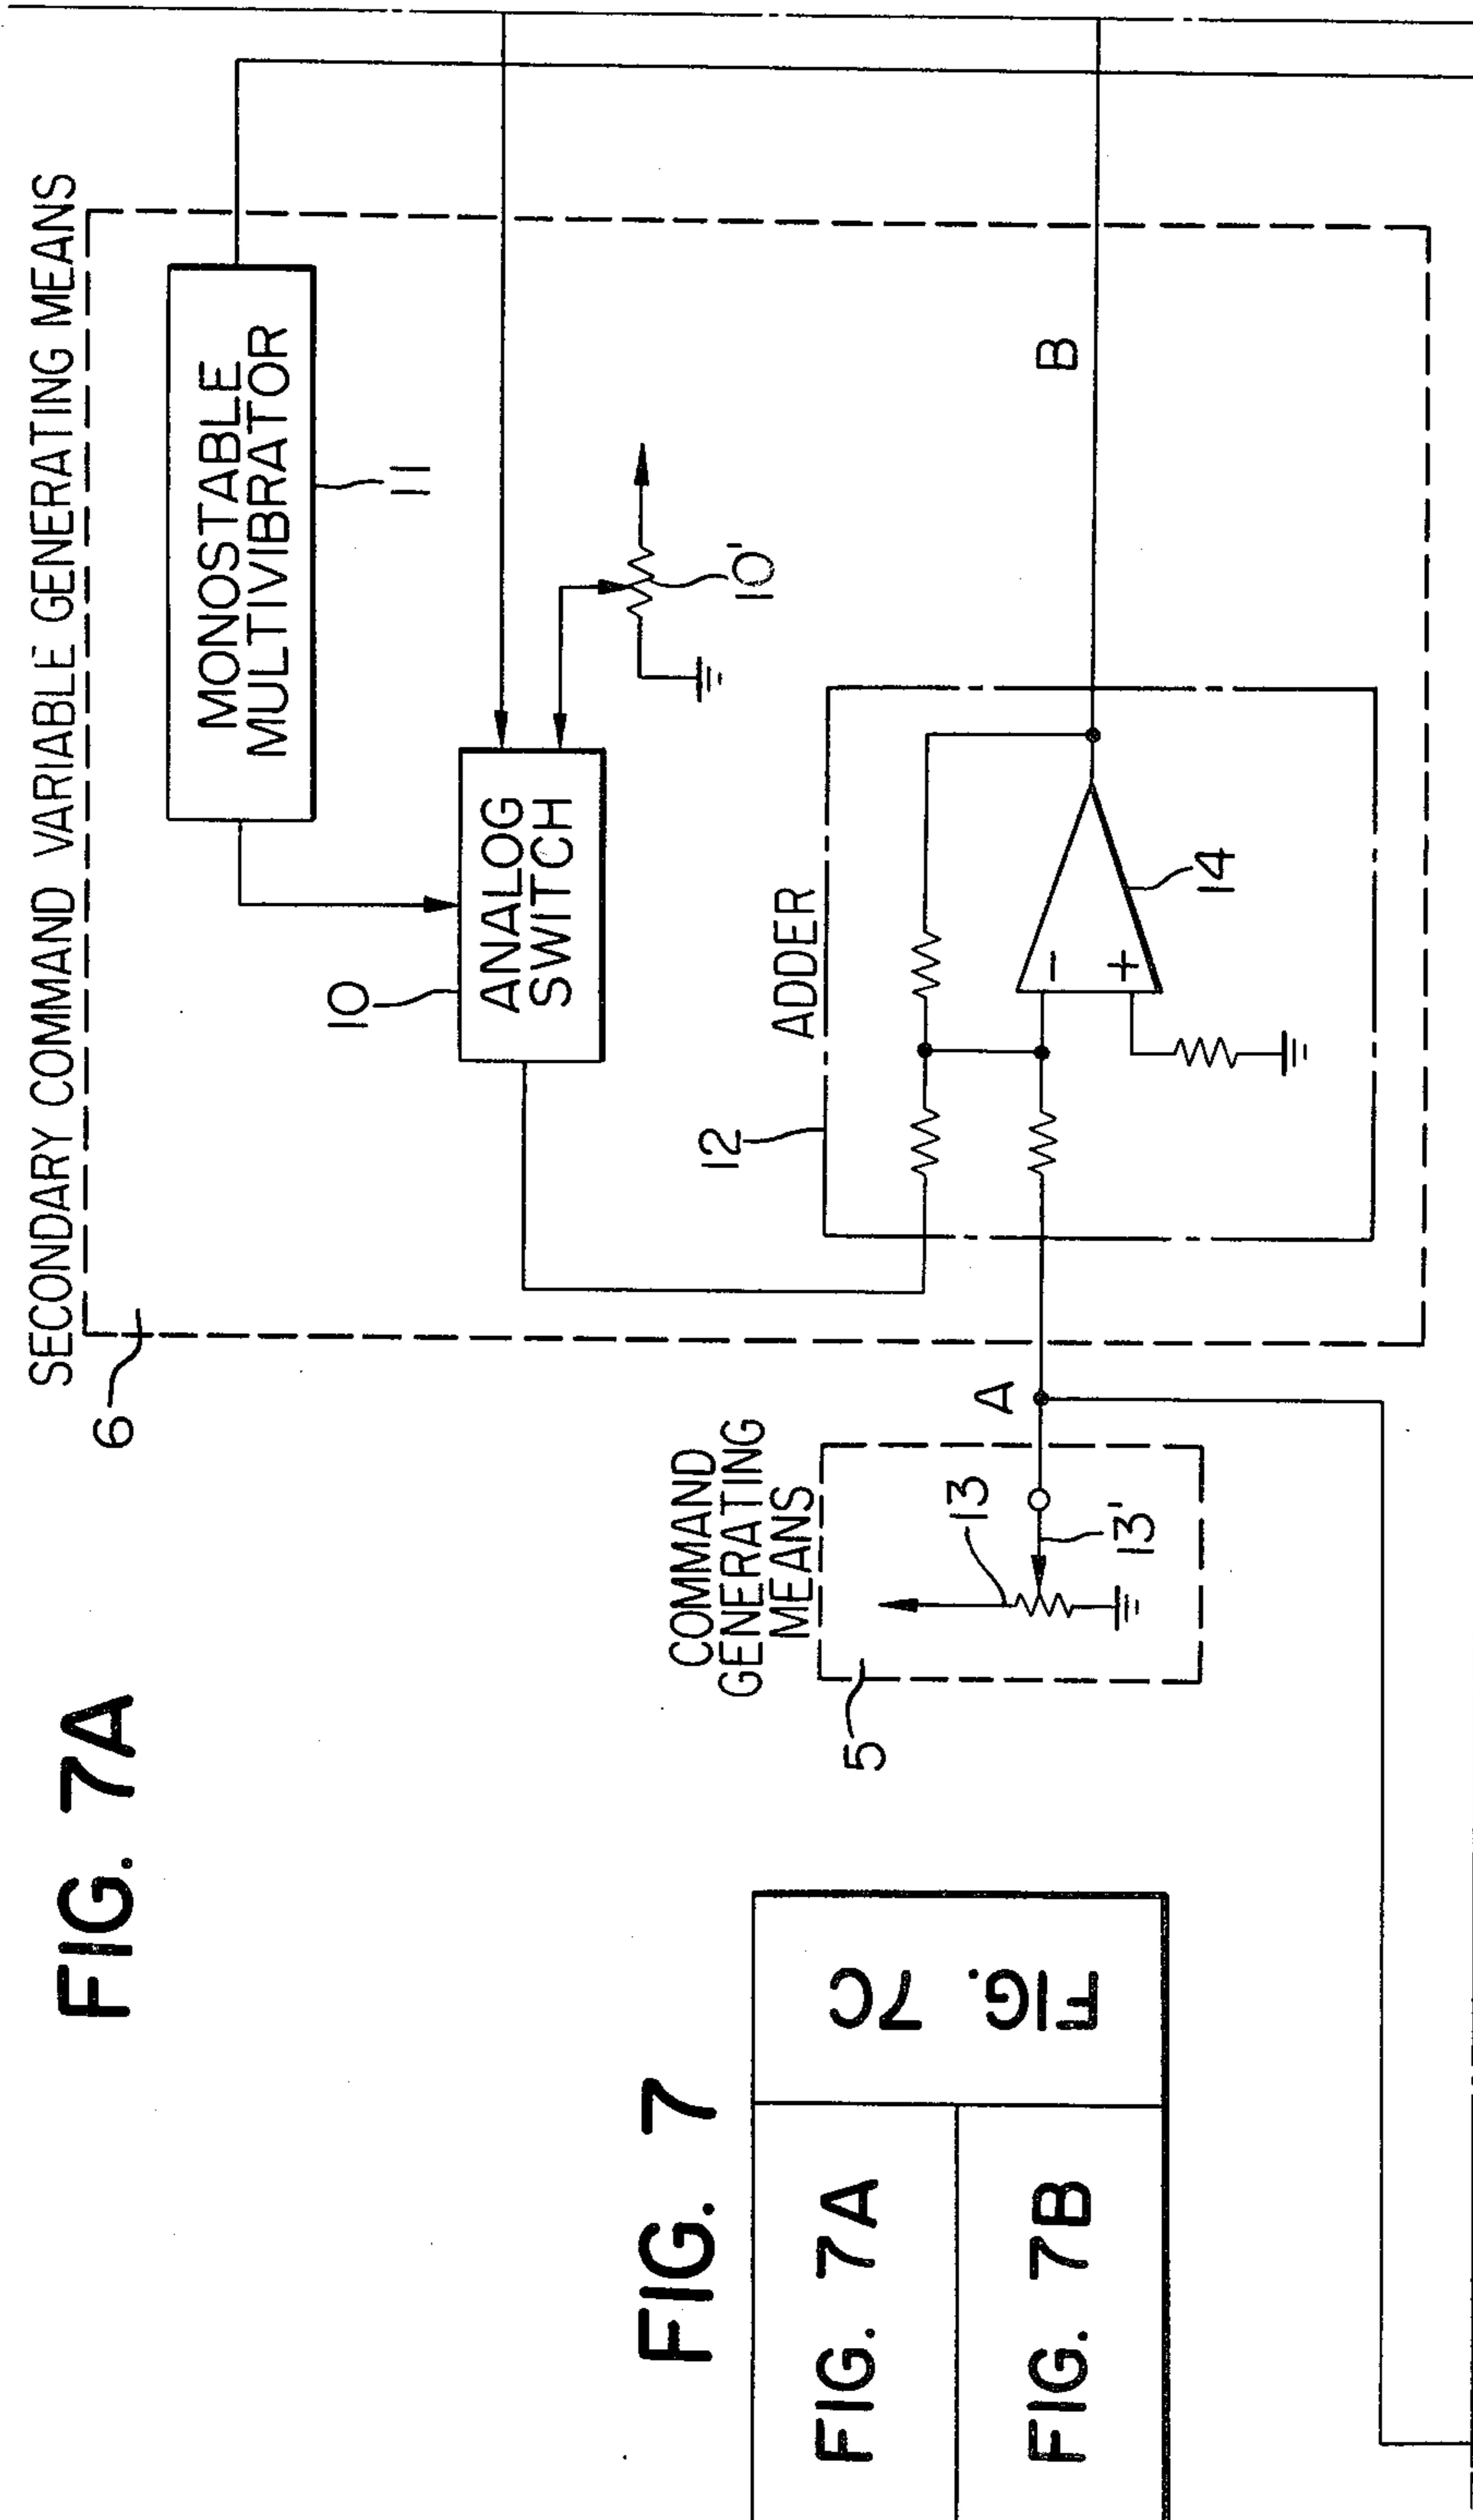 FIG. 7A
SECONDARY COMMAND VARIABLE GENERATING MEANS
6
MONOSTABLE
MULTIVIBRATOR
11
10
ANALOG
SWITCH
10'
12
ADDER
-
+
14
B
A
COMMAND
GENERATING
MEANS
13
13'
5
FIG. 7
FIG. 7A
FIG. 7B
FIG. 7C